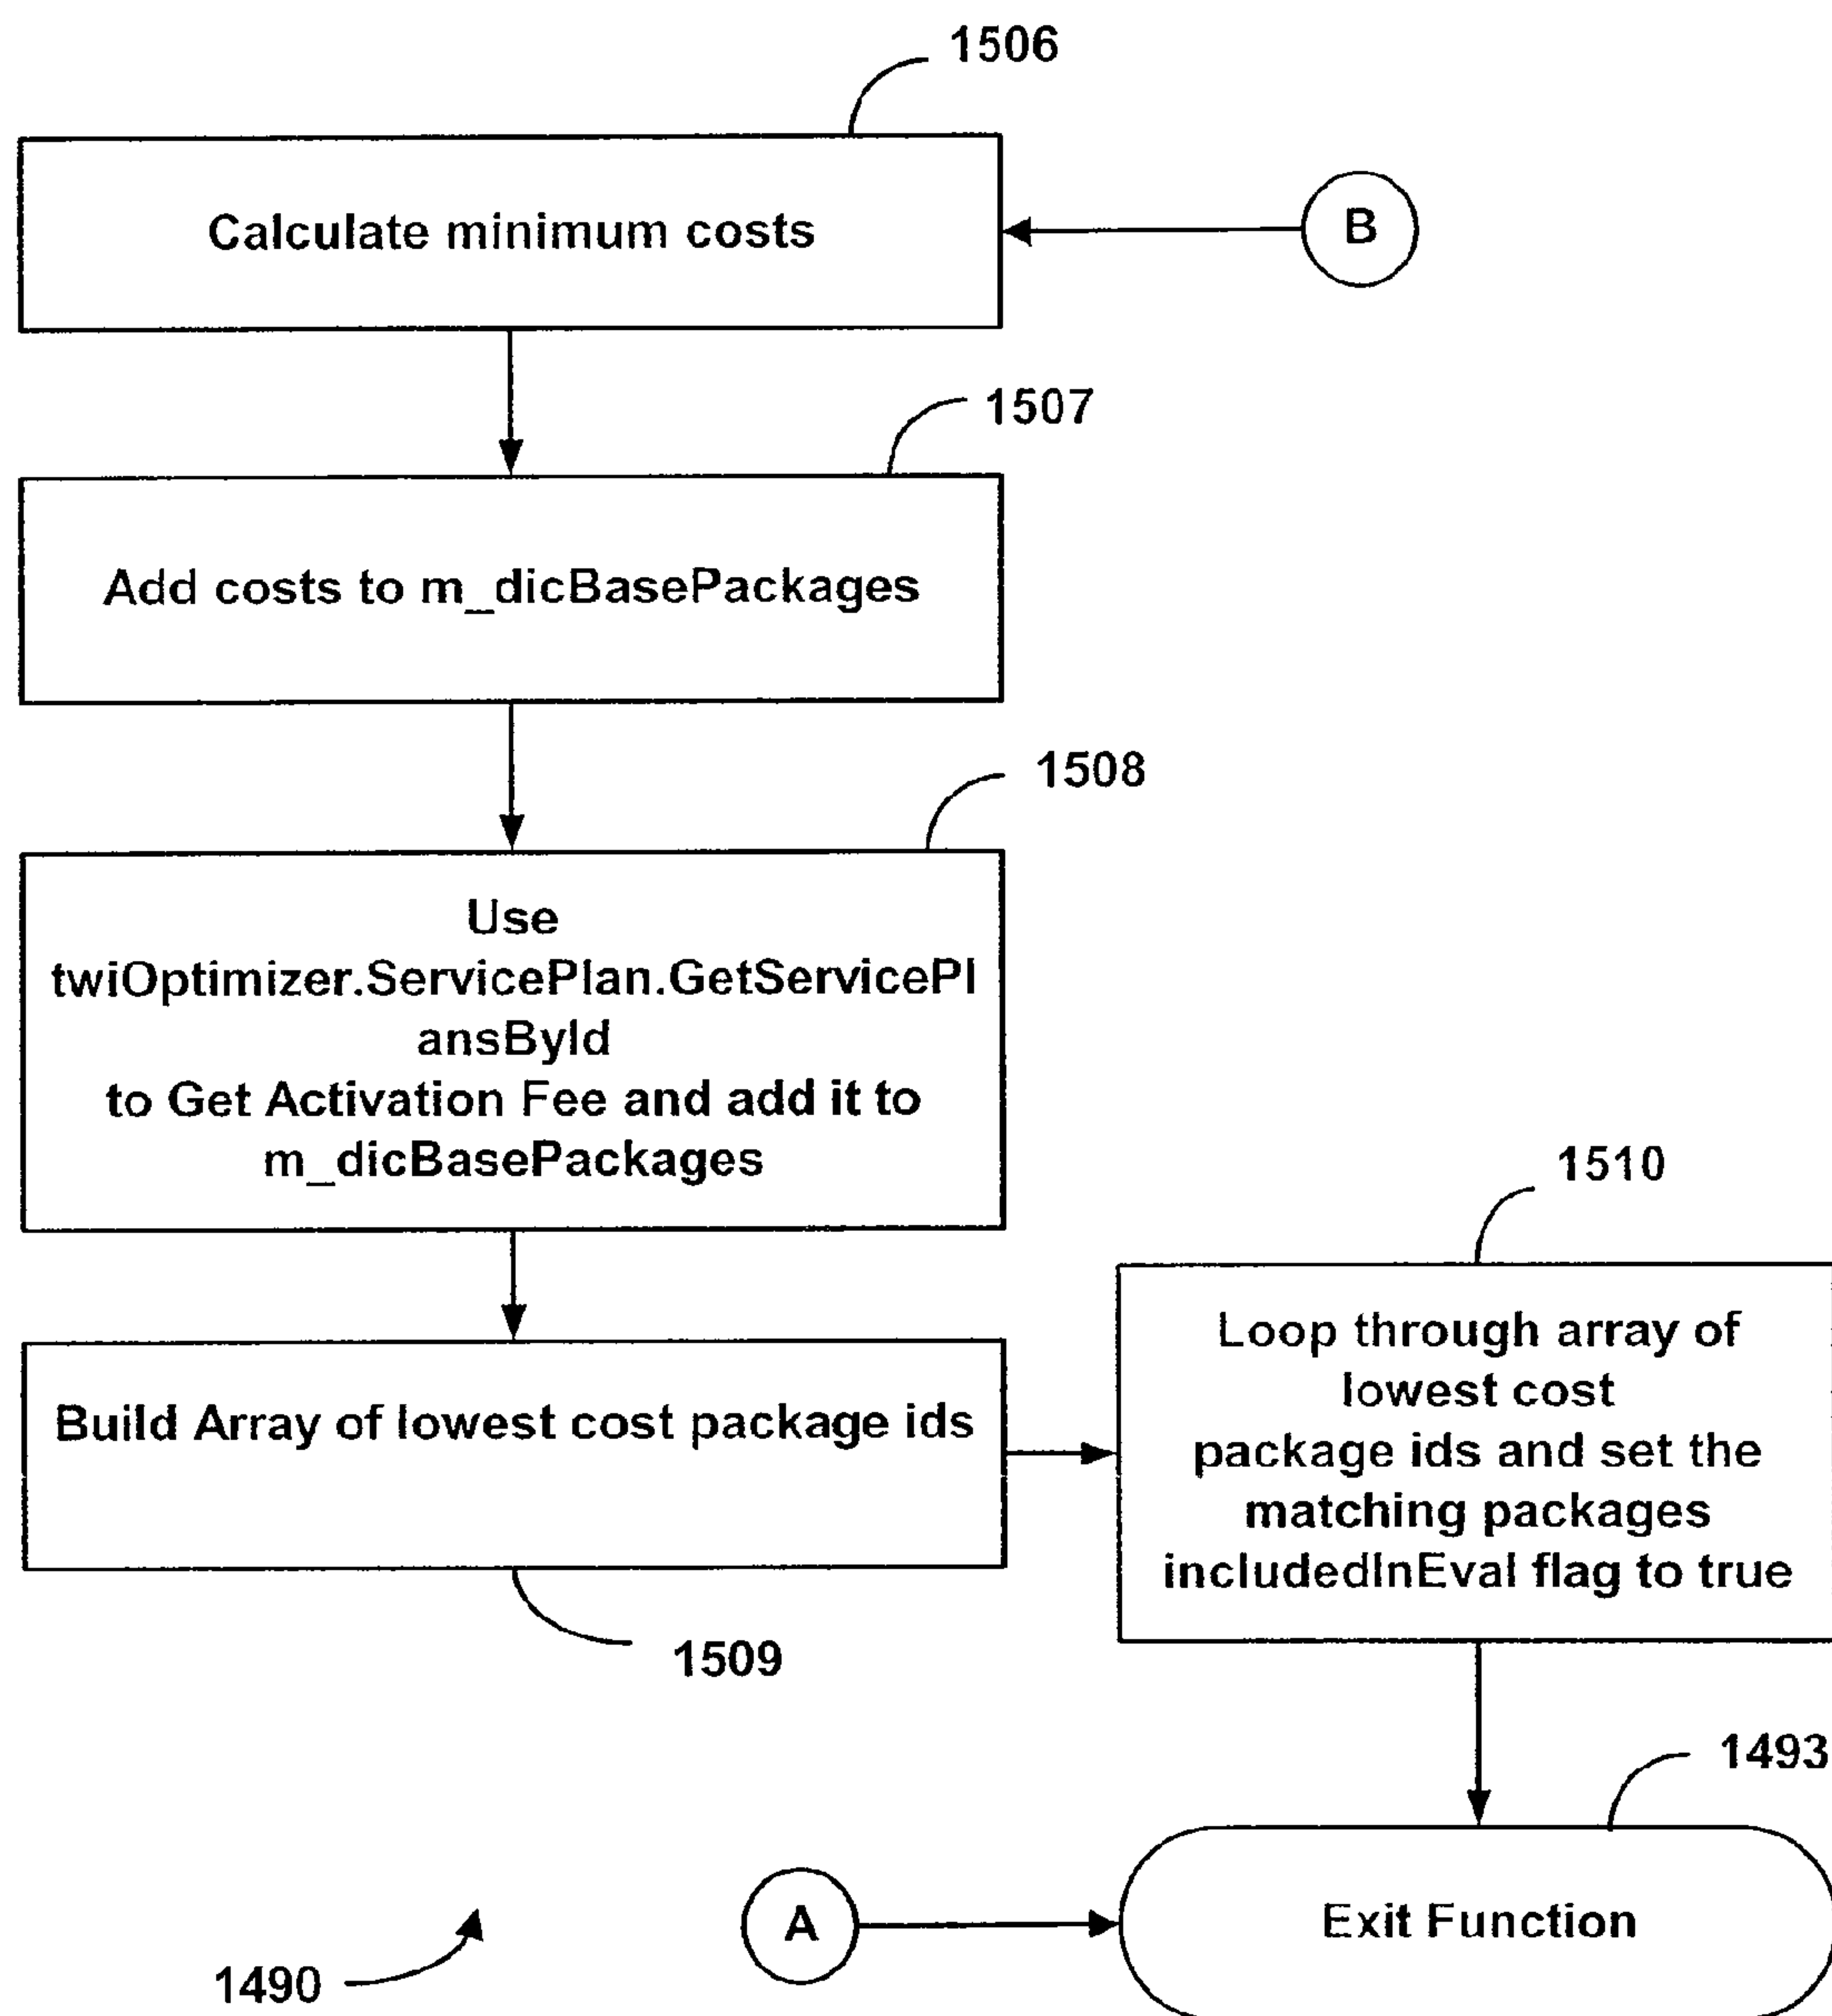 1506
Calculate minimum costs
B
1507
Add costs to m_dicBasePackages
1508
Use
twiOptimizer.ServicePlan.GetServicePl
ansById
to Get Activation Fee and add it to
m_dicBasePackages
1510
Build Array of lowest cost package ids
1509
Loop through array of
lowest cost
package ids and set the
matching packages
includedInEval flag to true
1493
Exit Function
A
1490